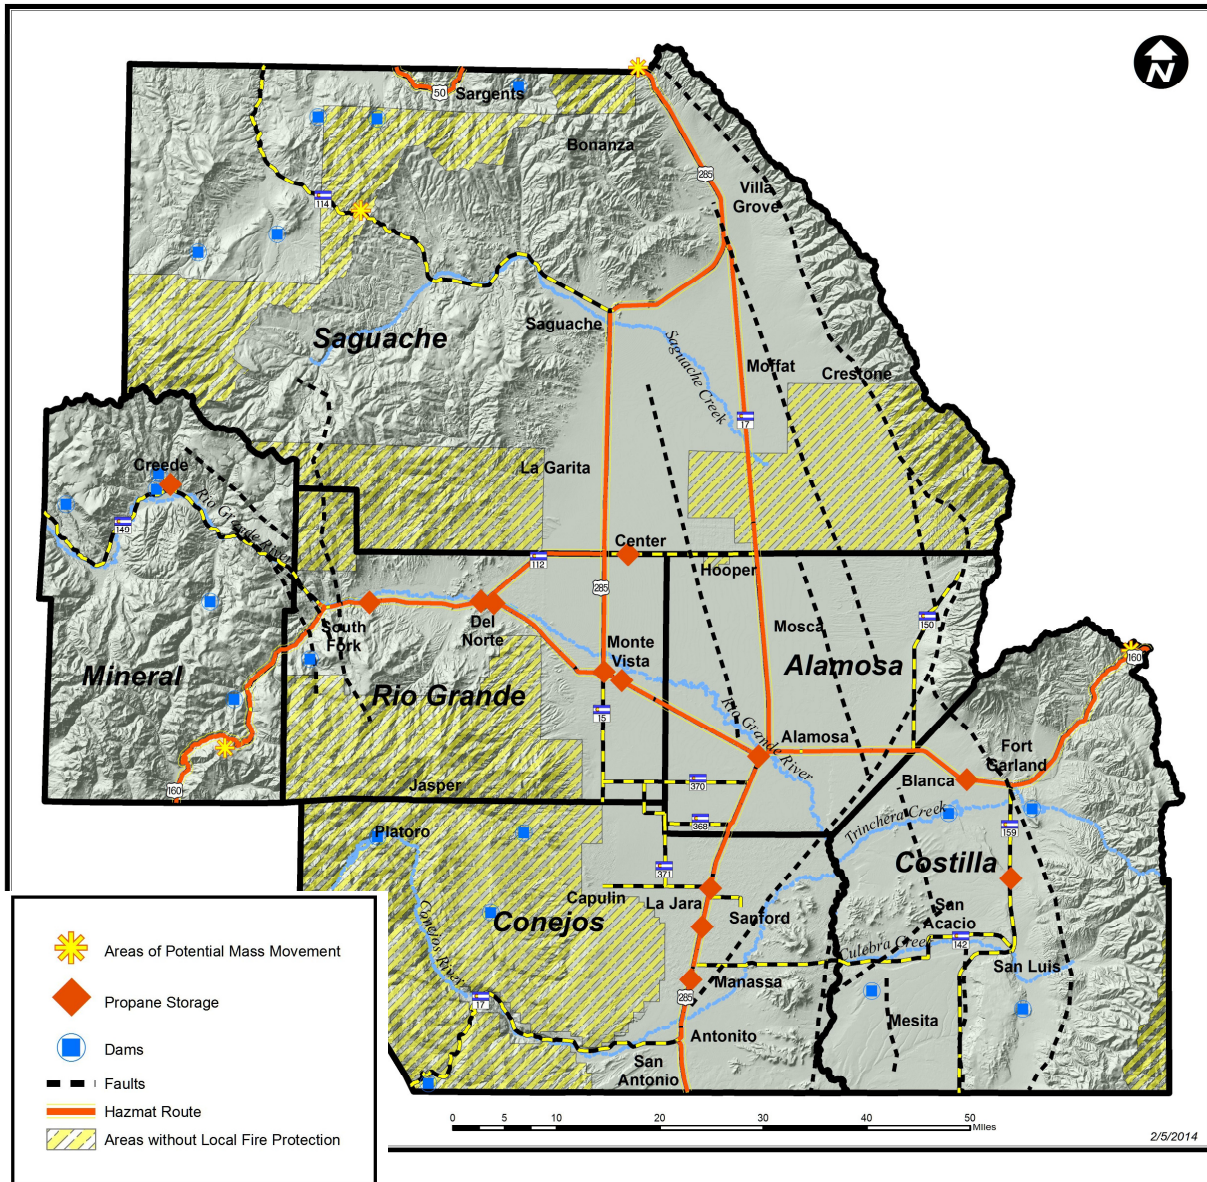 N
50
Sargents
Bonanza
285
Villa
Grove
114
Saguache
Saguache
Saguache Creek
Moffat
Crestone
17
Creede
Rio Grande River
149
La Garita
Center
112
Hooper
285
South
Fork
Del
Norte
Monte
Vista
Mosca
150
160
Mineral
Rio Grande
Alamosa
15
Rio Grande River
Alamosa
Fort
Garland
Blanca
160
Jasper
370
368
Trinchera Creek
159
Platoro
Costilla
371
Capulin
La Jara
Sanford
San
Acacio
Conejos
Conejos River
Culebra Creek
142
San Luis
Manassa
17
285
Mesita
Antonito
San
Antonio
Areas of Potential Mass Movement
Propane Storage
Dams
Faults
Hazmat Route
Areas without Local Fire Protection
0 5 10 20 30 40 50
Miles
2/5/2014